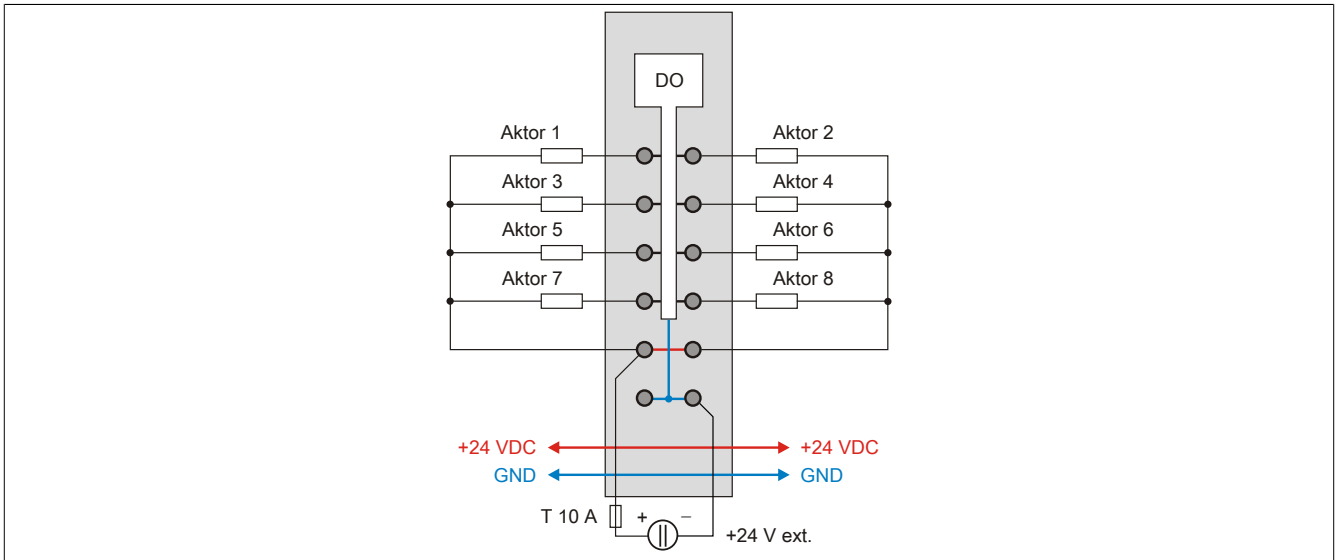 DO
Aktor 1
Aktor 2
Aktor 3
Aktor 4
Aktor 5
Aktor 6
Aktor 7
Aktor 8
+24 VDC
+24 VDC
GND
GND
T 10 A
+
–
+24 V ext.